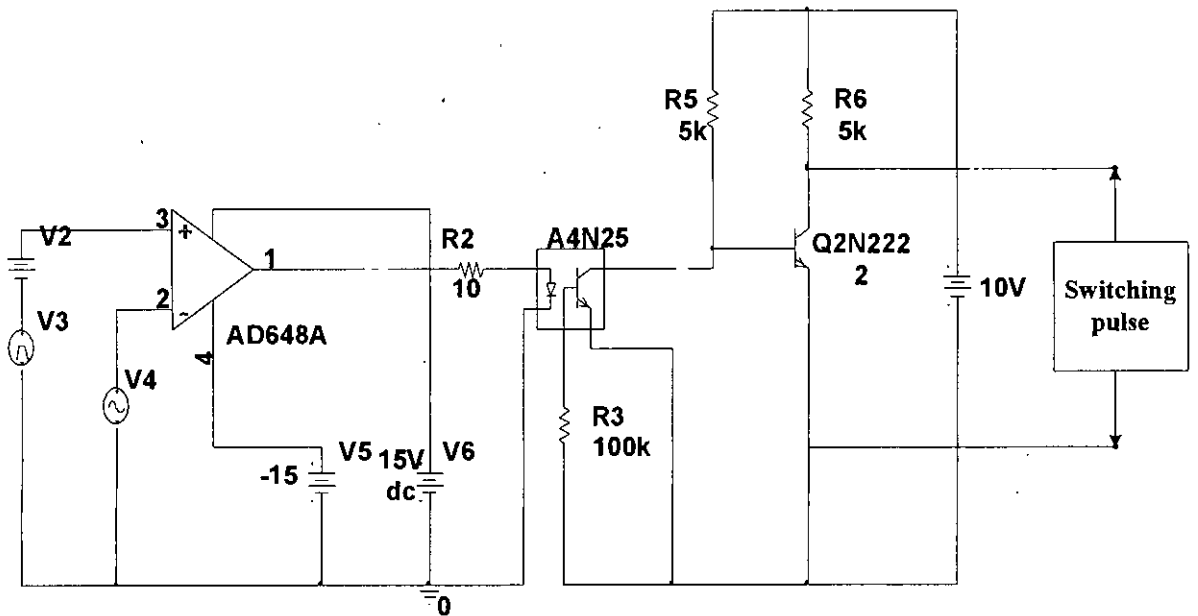 R5
5k
R6
5k
V2
3
+
1
2
-
AD648A
4
V3
V4
R2
10
A4N25
Q2N222
2
10V
Switching
pulse
R3
100k
V5
-15
15V
dc
V6
0